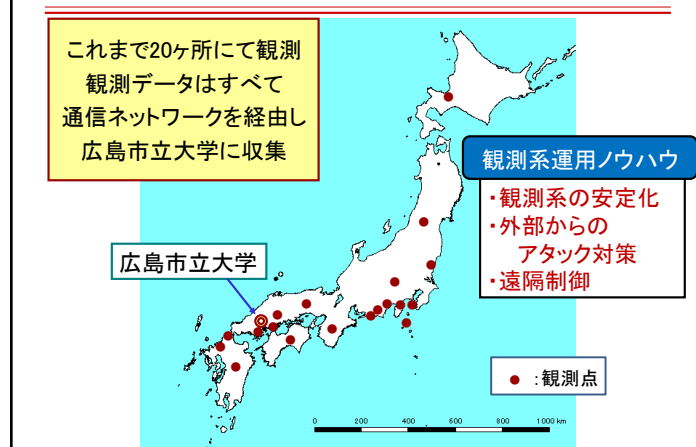 これまで20ヶ所にて観測
観測データはすべて
通信ネットワークを経由し
広島市立大学に収集
観測系運用ノウハウ
・観測系の安定化
・外部からの
アタック対策
・遠隔制御
広島市立大学
:観測点
0 200 400 600 800 1000 km